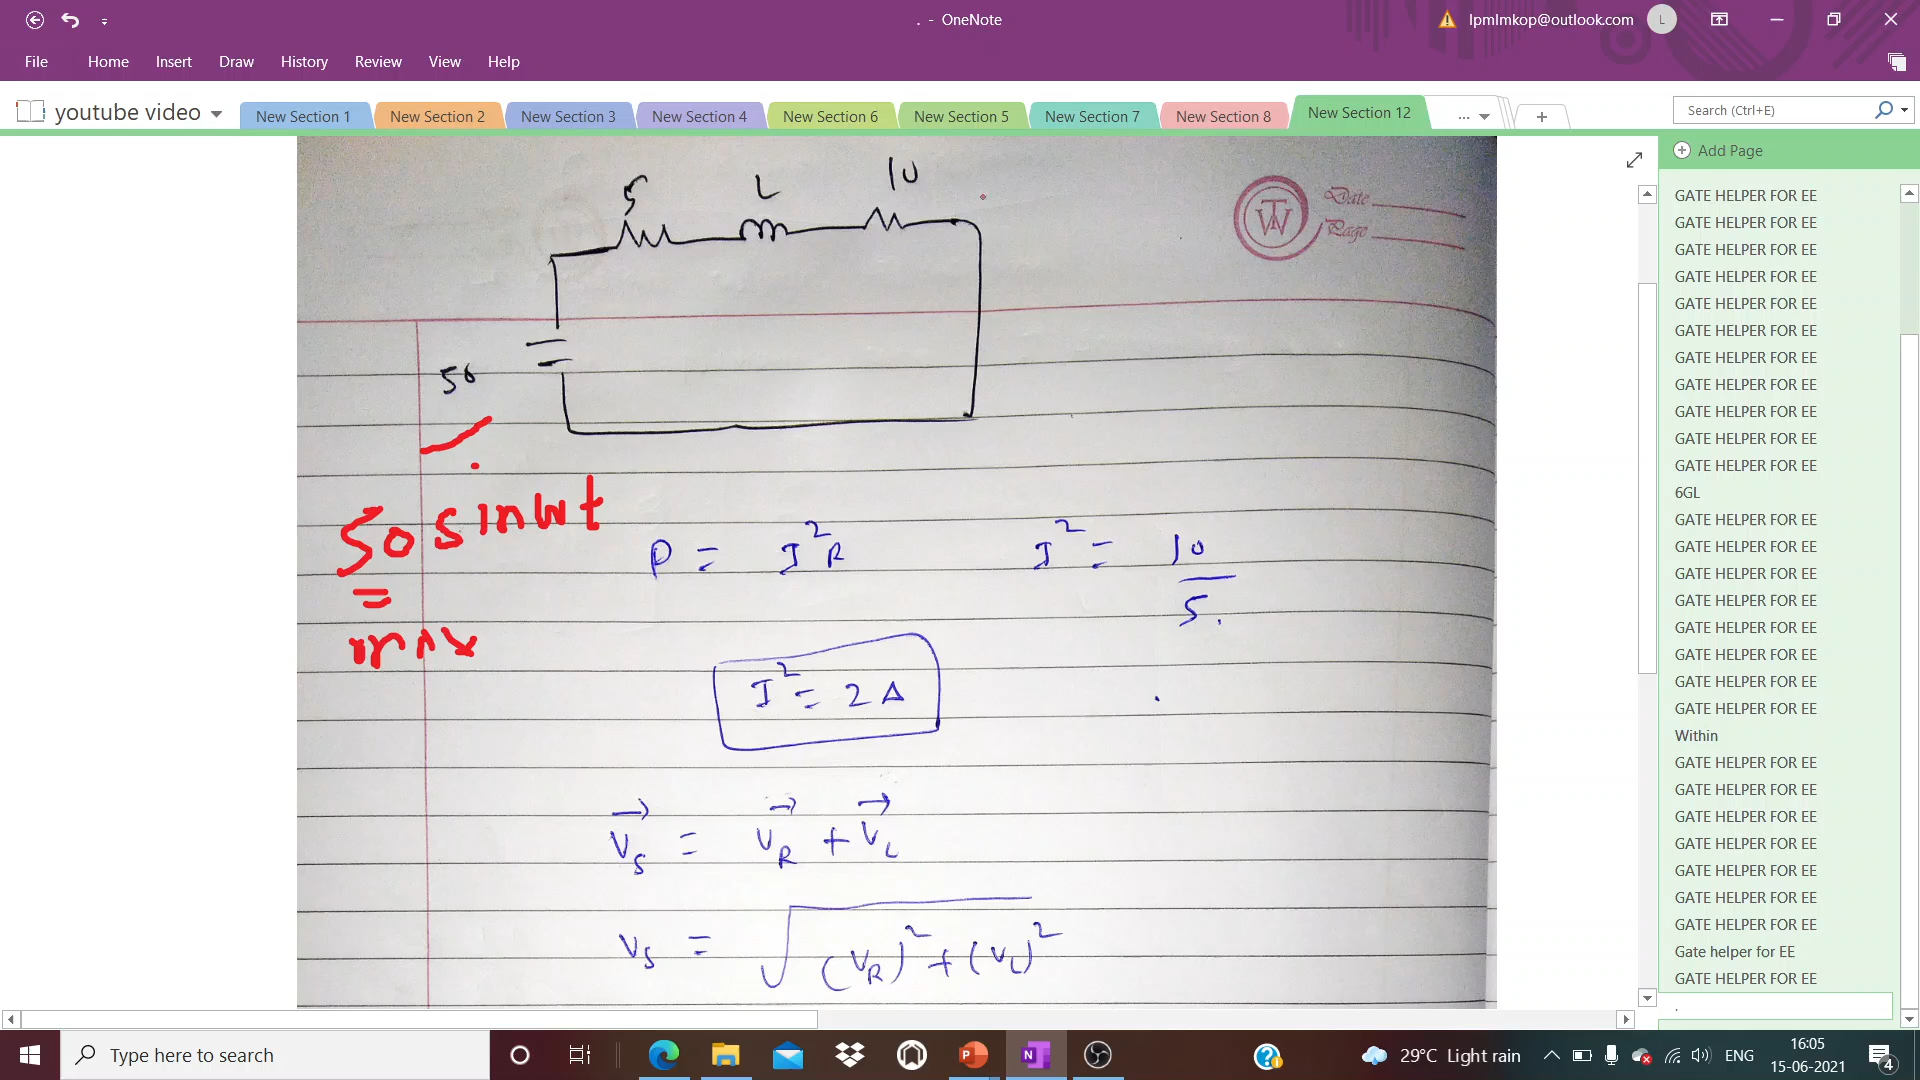 . - OneNote
lpmlmkop@outlook.com
L
File Home Insert Draw History Review View Help
youtube video
New Section 1
New Section 2
New Section 3
New Section 4
New Section 6
New Section 5
New Section 7
New Section 8
New Section 12
...
Search (Ctrl+E)
Add Page
GATE HELPER FOR EE
GATE HELPER FOR EE
GATE HELPER FOR EE
GATE HELPER FOR EE
GATE HELPER FOR EE
GATE HELPER FOR EE
GATE HELPER FOR EE
GATE HELPER FOR EE
GATE HELPER FOR EE
GATE HELPER FOR EE
GATE HELPER FOR EE
6GL
GATE HELPER FOR EE
GATE HELPER FOR EE
GATE HELPER FOR EE
GATE HELPER FOR EE
GATE HELPER FOR EE
GATE HELPER FOR EE
GATE HELPER FOR EE
GATE HELPER FOR EE
Within
GATE HELPER FOR EE
GATE HELPER FOR EE
GATE HELPER FOR EE
GATE HELPER FOR EE
GATE HELPER FOR EE
GATE HELPER FOR EE
GATE HELPER FOR EE
Gate helper for EE
GATE HELPER FOR EE
.
5 L 10
TW
Date
Page
50
50 sin wt
=
max
P = I² R
I² = 10
5.
I² = 2 A
Vs = VR + VL
Vs = √(VR)² + (VL)²
Type here to search
29°C Light rain
ENG
16:05
15-06-2021
4